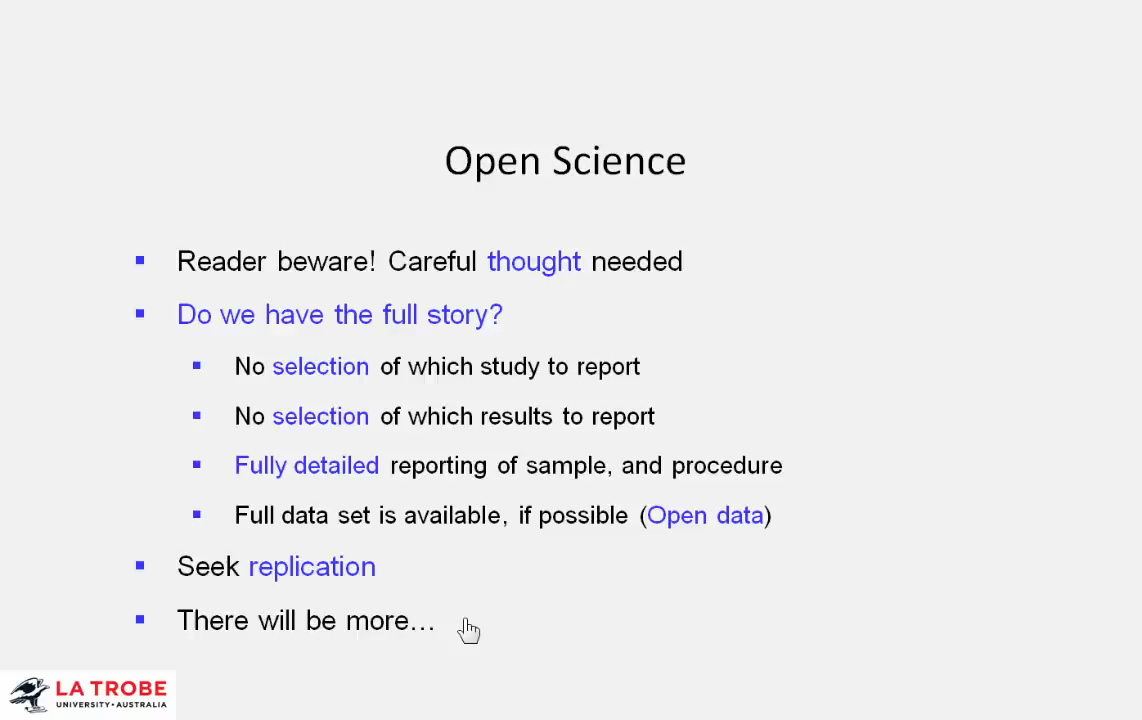 Open Science
Reader beware! Careful thought needed
Do we have the full story?
No selection of which study to report
No selection of which results to report
Fully detailed reporting of sample, and procedure
Full data set is available, if possible (Open data)
Seek replication
There will be more...
LA TROBE
UNIVERSITY • AUSTRALIA